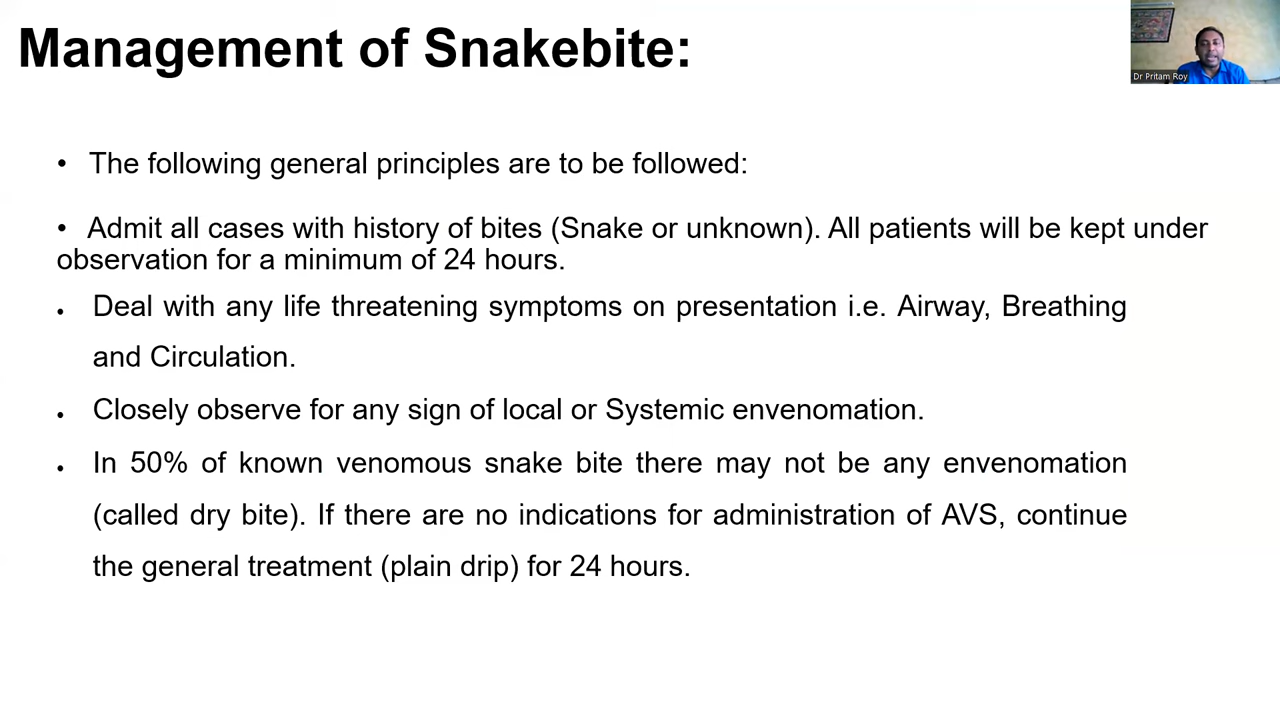 Management of Snakebite:
Dr Pritam Roy
• The following general principles are to be followed:
• Admit all cases with history of bites (Snake or unknown). All patients will be kept under
observation for a minimum of 24 hours.
• Deal with any life threatening symptoms on presentation i.e. Airway, Breathing
and Circulation.
• Closely observe for any sign of local or Systemic envenomation.
• In 50% of known venomous snake bite there may not be any envenomation
(called dry bite). If there are no indications for administration of AVS, continue
the general treatment (plain drip) for 24 hours.